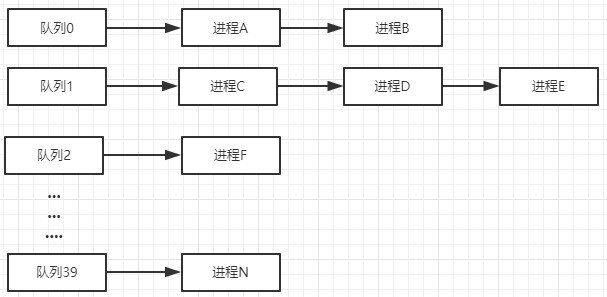 队列0 进程A 进程B
队列1 进程C 进程D 进程E
队列2 进程F
...
...
....
队列39 进程N